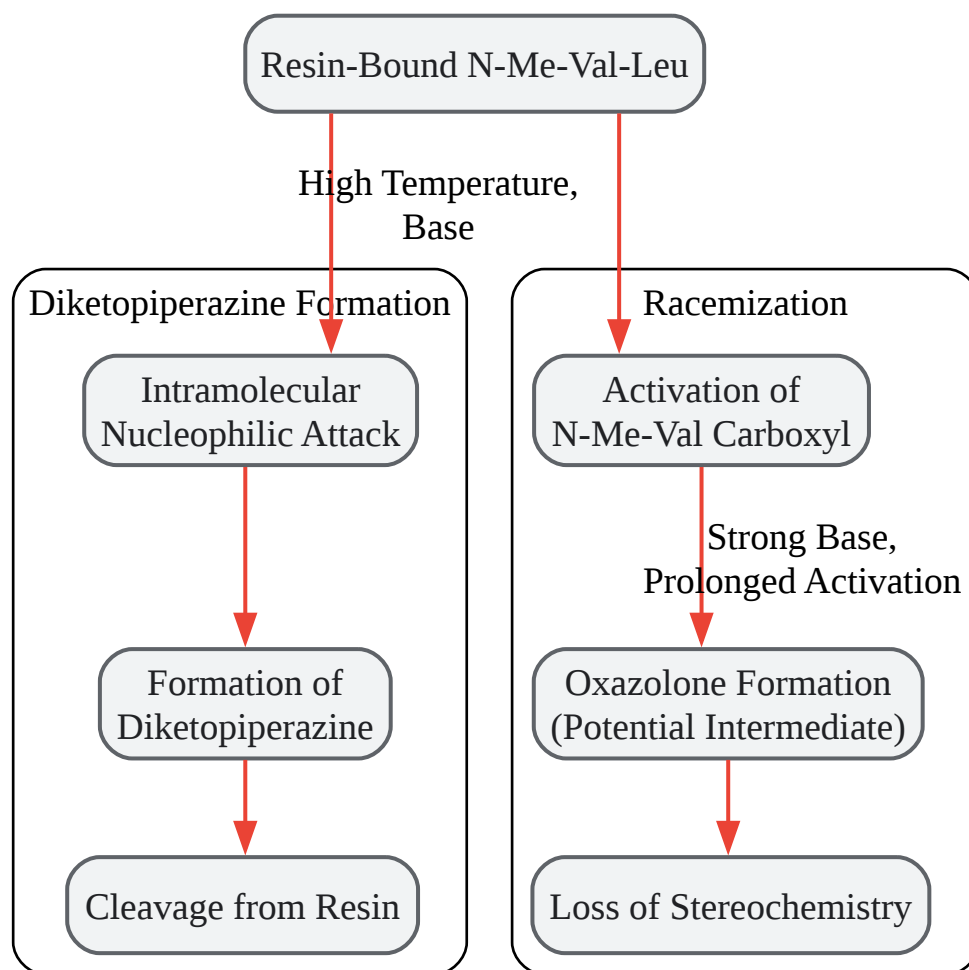 Resin-Bound N-Me-Val-Leu
High Temperature,
Base
Diketopiperazine Formation
Intramolecular
Nucleophilic Attack
Formation of
Diketopiperazine
Cleavage from Resin
Racemization
Activation of
N-Me-Val Carboxyl
Strong Base,
Prolonged Activation
Oxazolone Formation
(Potential Intermediate)
Loss of Stereochemistry